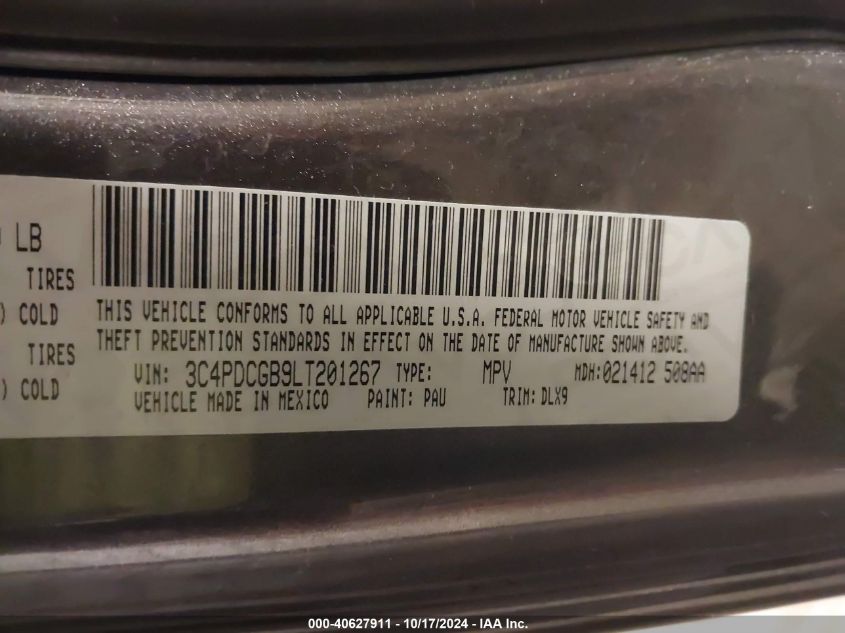 LB
TIRES
) COLD
TIRES
) COLD
THIS VEHICLE CONFORMS TO ALL APPLICABLE U.S.A. FEDERAL MOTOR VEHICLE SAFETY AND
THEFT PREVENTION STANDARDS IN EFFECT ON THE DATE OF MANUFACTURE SHOWN ABOVE.
VIN: 3C4PDCGB9LT201267 TYPE: MPV MDH:021412 508AA
VEHICLE MADE IN MEXICO PAINT: PAU TRIM: DLX9
000-40627911 - 10/17/2024 - IAA Inc.